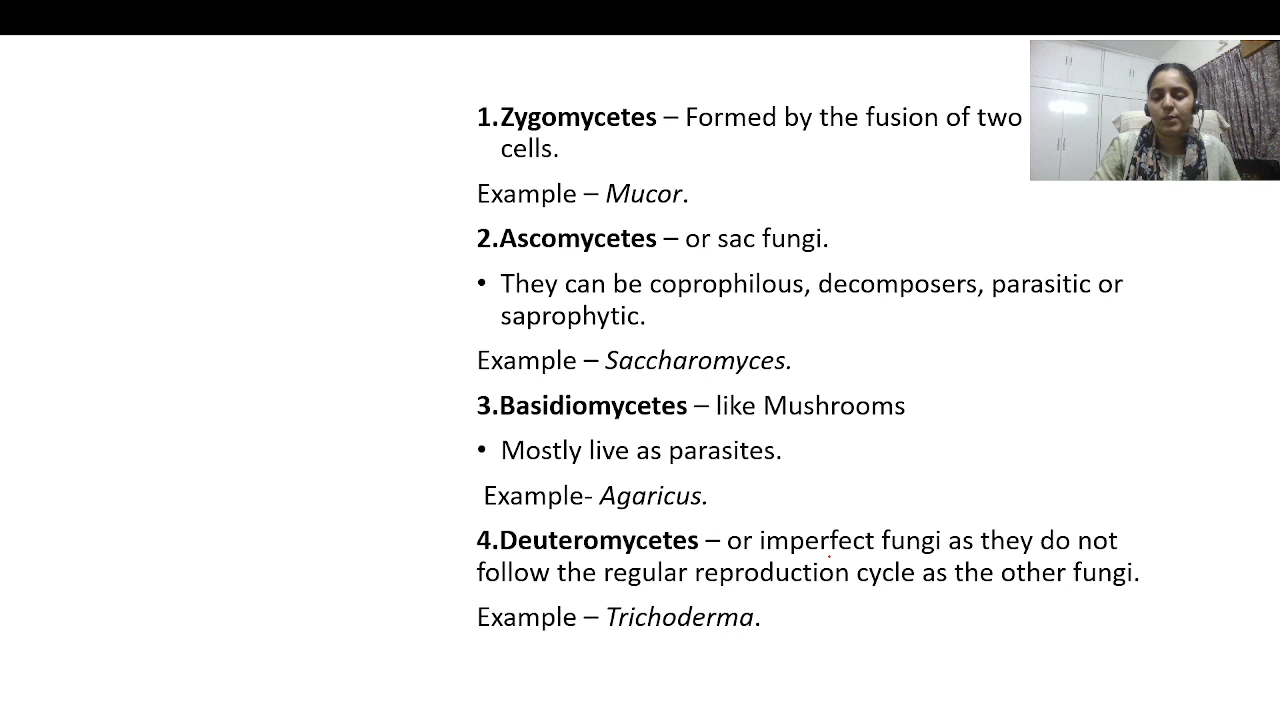 1.Zygomycetes – Formed by the fusion of two
cells.
Example – Mucor.
2.Ascomycetes – or sac fungi.
• They can be coprophilous, decomposers, parasitic or
saprophytic.
Example – Saccharomyces.
3.Basidiomycetes – like Mushrooms
• Mostly live as parasites.
Example- Agaricus.
4.Deuteromycetes – or imperfect fungi as they do not
follow the regular reproduction cycle as the other fungi.
Example – Trichoderma.